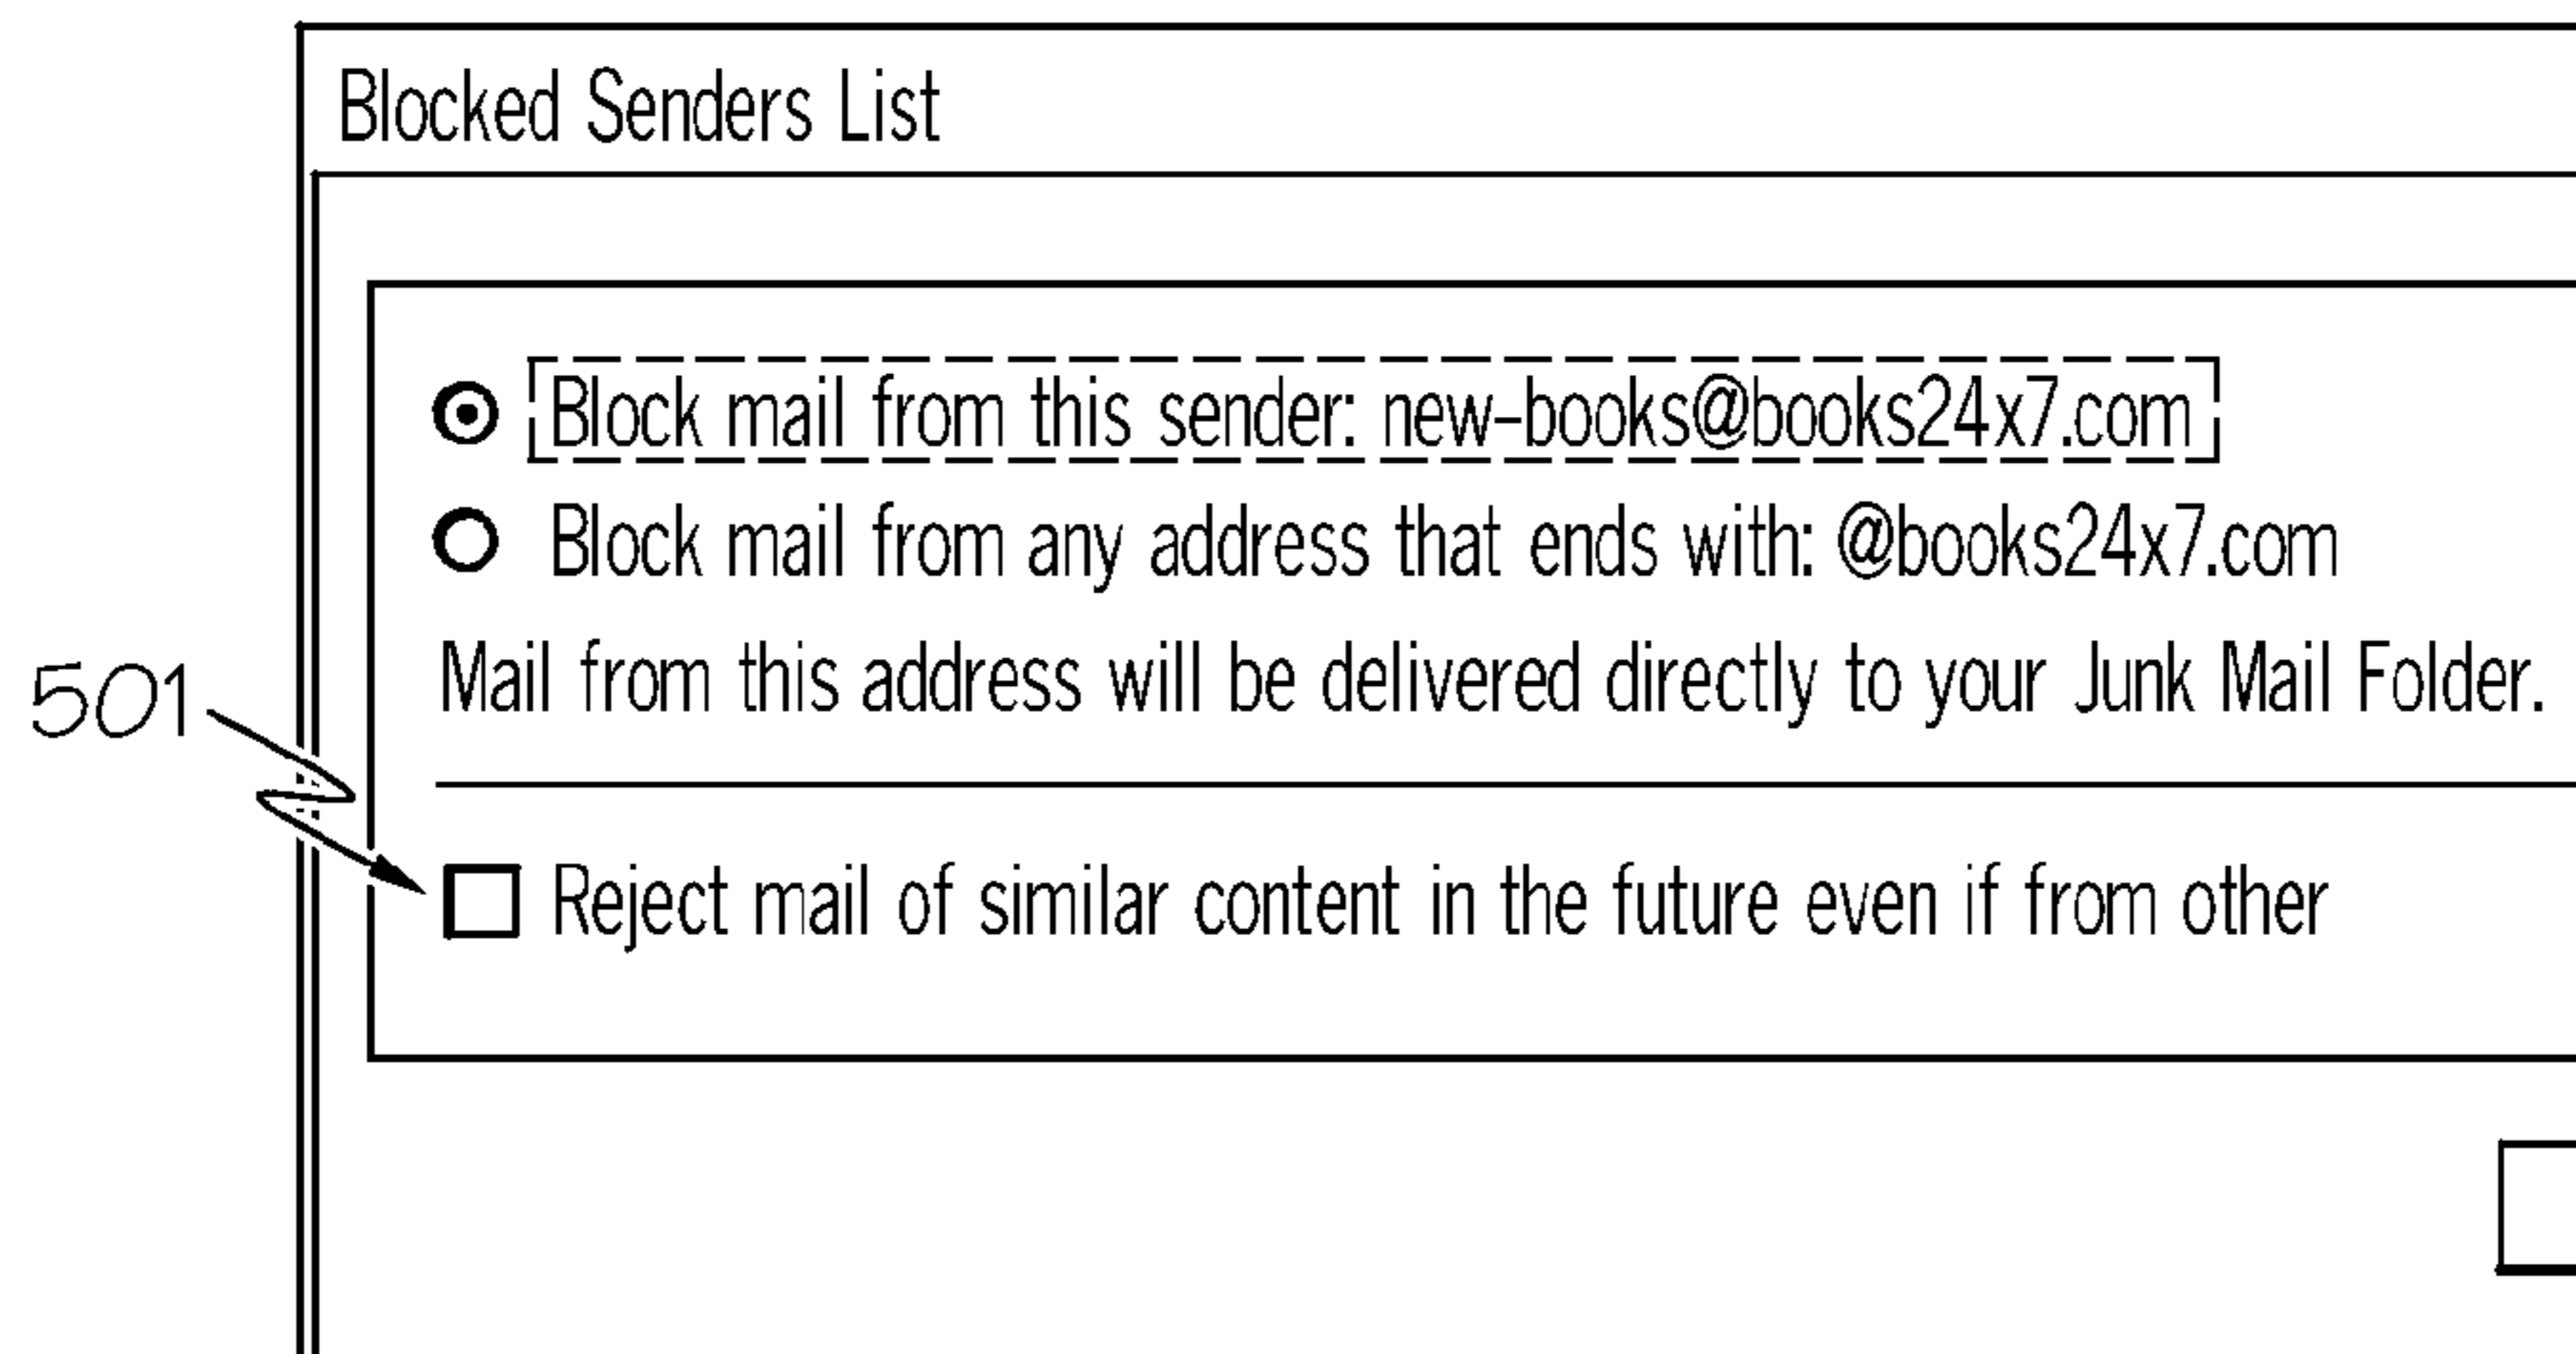 Blocked Senders List
Block mail from this sender: new-books@books24x7.com
Block mail from any address that ends with: @books24x7.com
Mail from this address will be delivered directly to your Junk Mail Folder.
501
Reject mail of similar content in the future even if from other